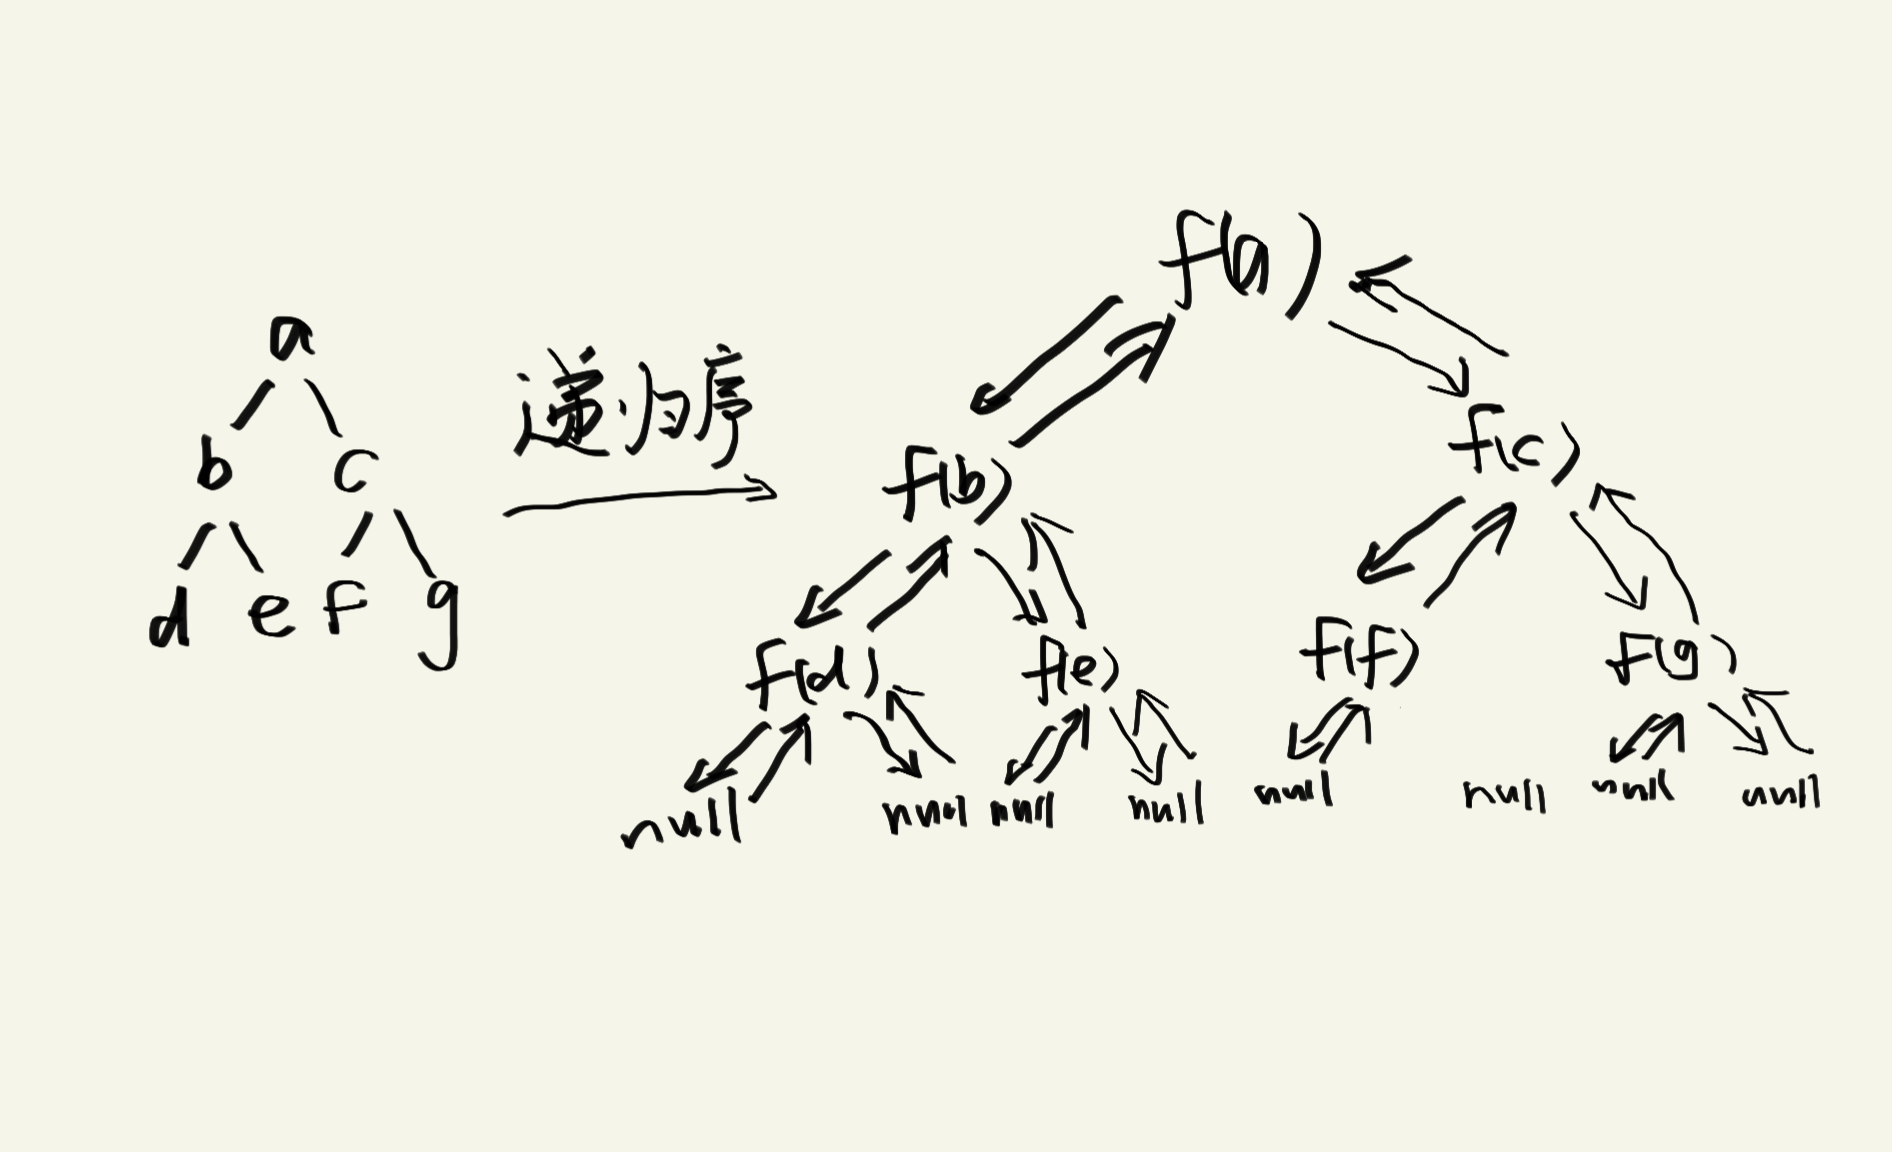 a
b c
d e f g
递归序
f(a)
f(b) f(c)
f(d) f(e) f(f) f(g)
null null null null null null null null